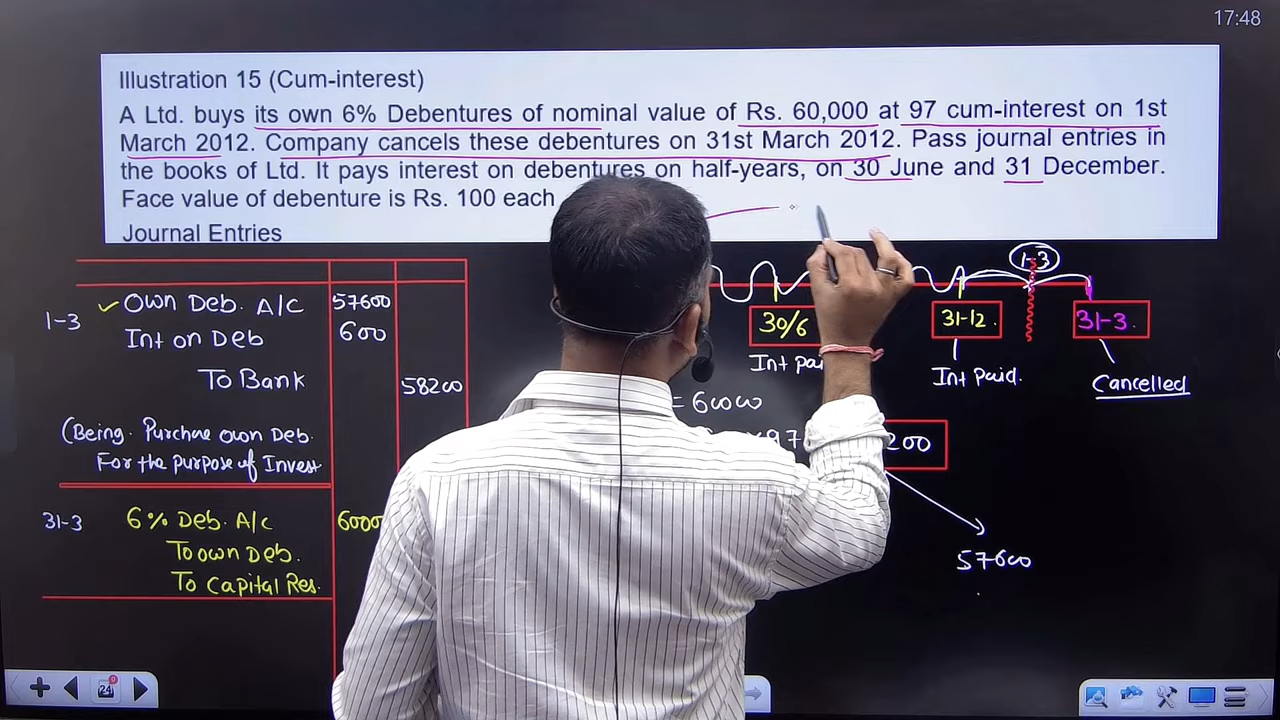 17:48
Illustration 15 (Cum-interest)
A Ltd. buys its own 6% Debentures of nominal value of Rs. 60,000 at 97 cum-interest on 1st
March 2012. Company cancels these debentures on 31st March 2012. Pass journal entries in
the books of Ltd. It pays interest on debentures on half-years, on 30 June and 31 December.
Face value of debenture is Rs. 100 each
Journal Entries
1-3 ✓ Own Deb. A/c 57600
Int on Deb 600
To Bank 58200
(Being Purchase own Deb.
For the purpose of Invest
31-3 6% Deb. A/c
To own Deb.
To Capital Res.
1-3
30/6 31-12. 31-3.
Int Paid. Cancelled
= 60000
57600
24